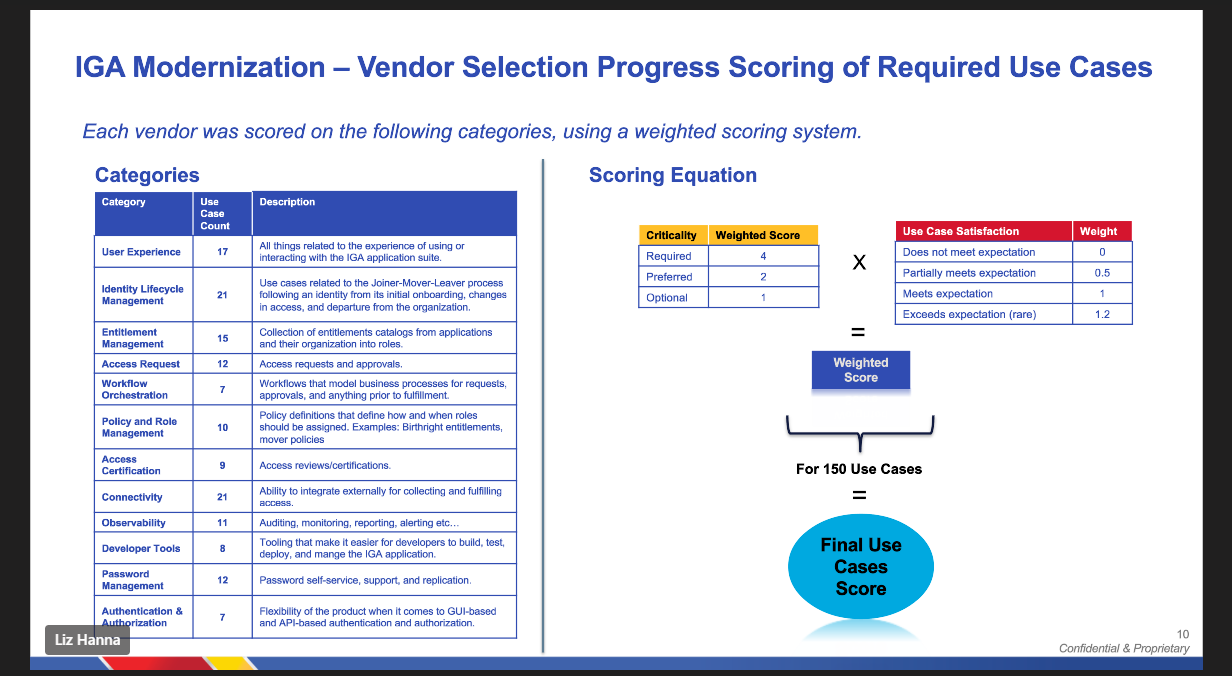 IGA Modernization – Vendor Selection Progress Scoring of Required Use Cases
Each vendor was scored on the following categories, using a weighted scoring system.
Categories
Category
Use
Case
Count
Description
User Experience
17
All things related to the experience of using or
interacting with the IGA application suite.
Identity Lifecycle
Management
21
Use cases related to the Joiner-Mover-Leaver process
following an identity from its initial onboarding, changes
in access, and departure from the organization.
Entitlement
Management
15
Collection of entitlements catalogs from applications
and their organization into roles.
Access Request
12
Access requests and approvals.
Workflow
Orchestration
7
Workflows that model business processes for requests,
approvals, and anything prior to fulfillment.
Policy and Role
Management
10
Policy definitions that define how and when roles
should be assigned. Examples: Birthright entitlements,
mover policies
Access
Certification
9
Access reviews/certifications.
Connectivity
21
Ability to integrate externally for collecting and fulfilling
access.
Observability
11
Auditing, monitoring, reporting, alerting etc…
Developer Tools
8
Tooling that make it easier for developers to build, test,
deploy, and mange the IGA application.
Password
Management
12
Password self-service, support, and replication.
Authentication &
Authorization
7
Flexibility of the product when it comes to GUI-based
and API-based authentication and authorization.
Scoring Equation
Criticality
Weighted Score
Required
4
Preferred
2
Optional
1
X
Use Case Satisfaction
Weight
Does not meet expectation
0
Partially meets expectation
0.5
Meets expectation
1
Exceeds expectation (rare)
1.2
=
Weighted
Score
For 150 Use Cases
=
Final Use
Cases
Score
Liz Hanna
10
Confidential & Proprietary